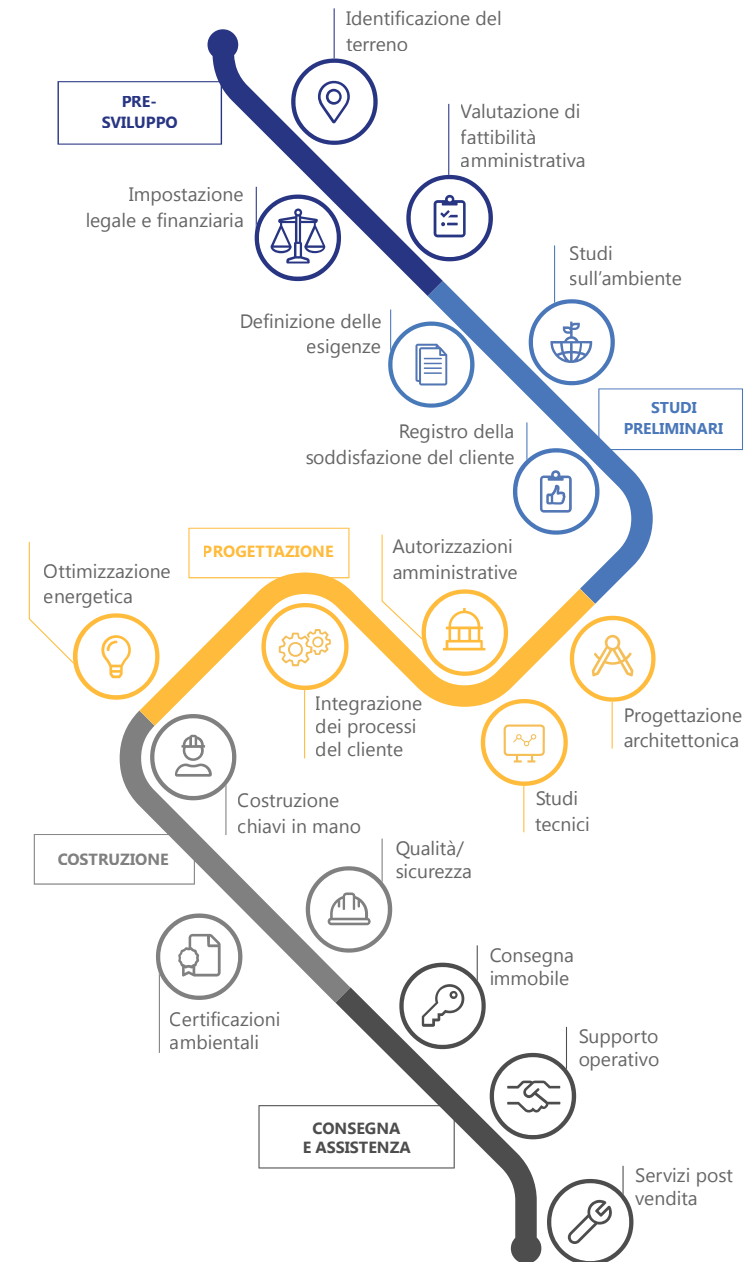 Identificazione del
terreno
PRE-
SVILUPPO
Valutazione di
fattibilità
amministrativa
Impostazione
legale e finanziaria
Studi
sull’ambiente
Definizione delle
esigenze
STUDI
PRELIMINARI
Registro della
soddisfazione del cliente
PROGETTAZIONE
Autorizzazioni
amministrative
Ottimizzazione
energetica
Integrazione
dei processi
del cliente
Progettazione
architettonica
Studi
tecnici
Costruzione
chiavi in mano
COSTRUZIONE
Qualità/
sicurezza
Consegna
immobile
Certificazioni
ambientali
Supporto
operativo
CONSEGNA
E ASSISTENZA
Servizi post
vendita